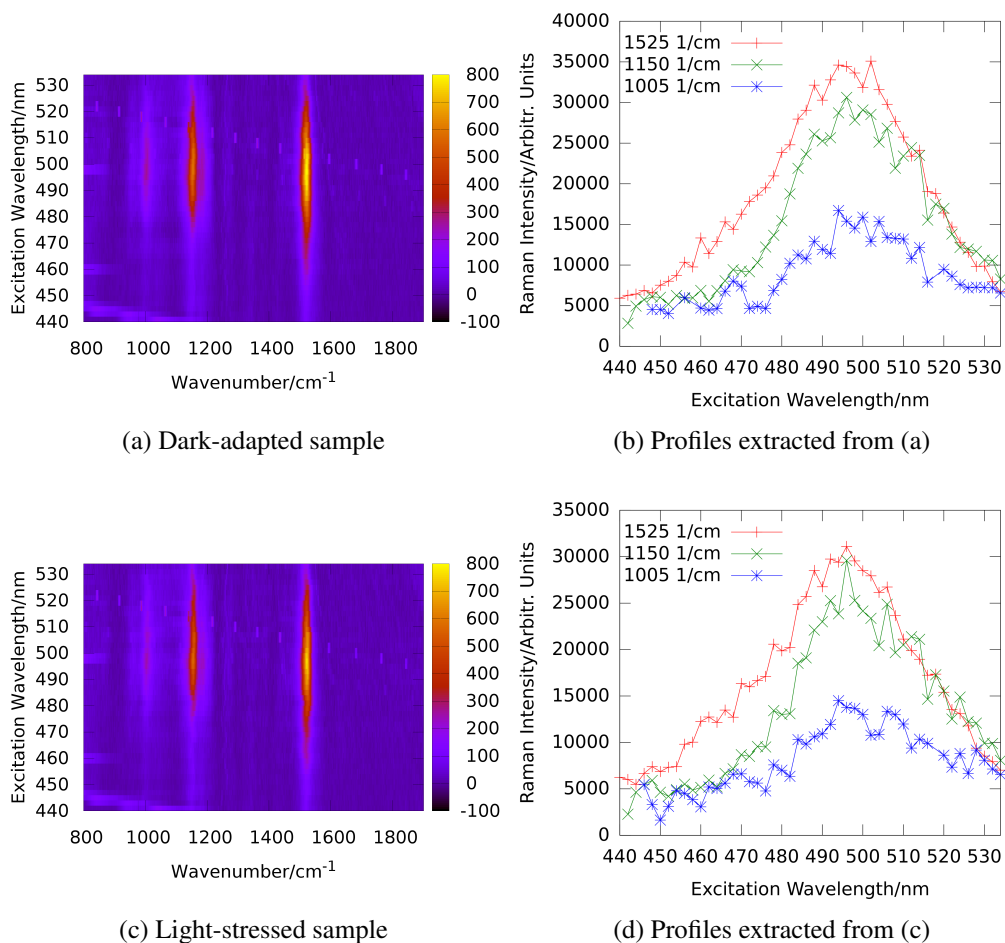 Excitation Wavelength/nm
530
520
510
500
490
480
470
460
450
440
800 1000 1200 1400 1600 1800
Wavenumber/cm⁻¹
800
700
600
500
400
300
200
100
0
-100
(a) Dark-adapted sample
Raman Intensity/Arbitr. Units
40000
35000
30000
25000
20000
15000
10000
5000
0
1525 1/cm
1150 1/cm
1005 1/cm
440 450 460 470 480 490 500 510 520 530
Excitation Wavelength/nm
(b) Profiles extracted from (a)
Excitation Wavelength/nm
530
520
510
500
490
480
470
460
450
440
800 1000 1200 1400 1600 1800
Wavenumber/cm⁻¹
800
700
600
500
400
300
200
100
0
-100
(c) Light-stressed sample
Raman Intensity/Arbitr. Units
35000
30000
25000
20000
15000
10000
5000
0
1525 1/cm
1150 1/cm
1005 1/cm
440 450 460 470 480 490 500 510 520 530
Excitation Wavelength/nm
(d) Profiles extracted from (c)